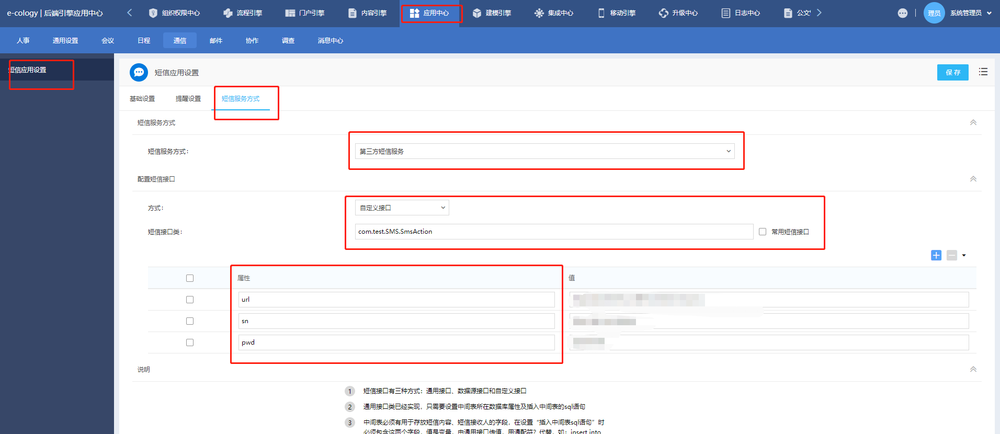 e-cology | 后端引擎应用中心 组织权限中心 流程引擎 门户引擎 内容引擎 应用中心 建模引擎 集成中心 移动引擎 升级中心 日志中心 公文 理员 系统管理员
人事 通用设置 会议 日程 通信 邮件 协作 调查 消息中心
短信应用设置
短信应用设置 保 存
基础设置 提醒设置 短信服务方式
短信服务方式
短信服务方式： 第三方短信服务
配置短信接口
方式： 自定义接口
短信接口类： com.test.SMS.SmsAction 常用短信接口
属性 值
url
sn
pwd
说明
1 短信接口有三种方式：通用接口、数据源接口和自定义接口
2 通用接口类已经实现，只需要设置中间表所在数据库属性及插入中间表的sql语句
3 中间表必须有用于存放短信内容、短信接收人的字段，在设置“插入中间表sql语句”时
必须包含这两个字段，值是变量，由通用接口传值，用通配符？代替，如：insert into